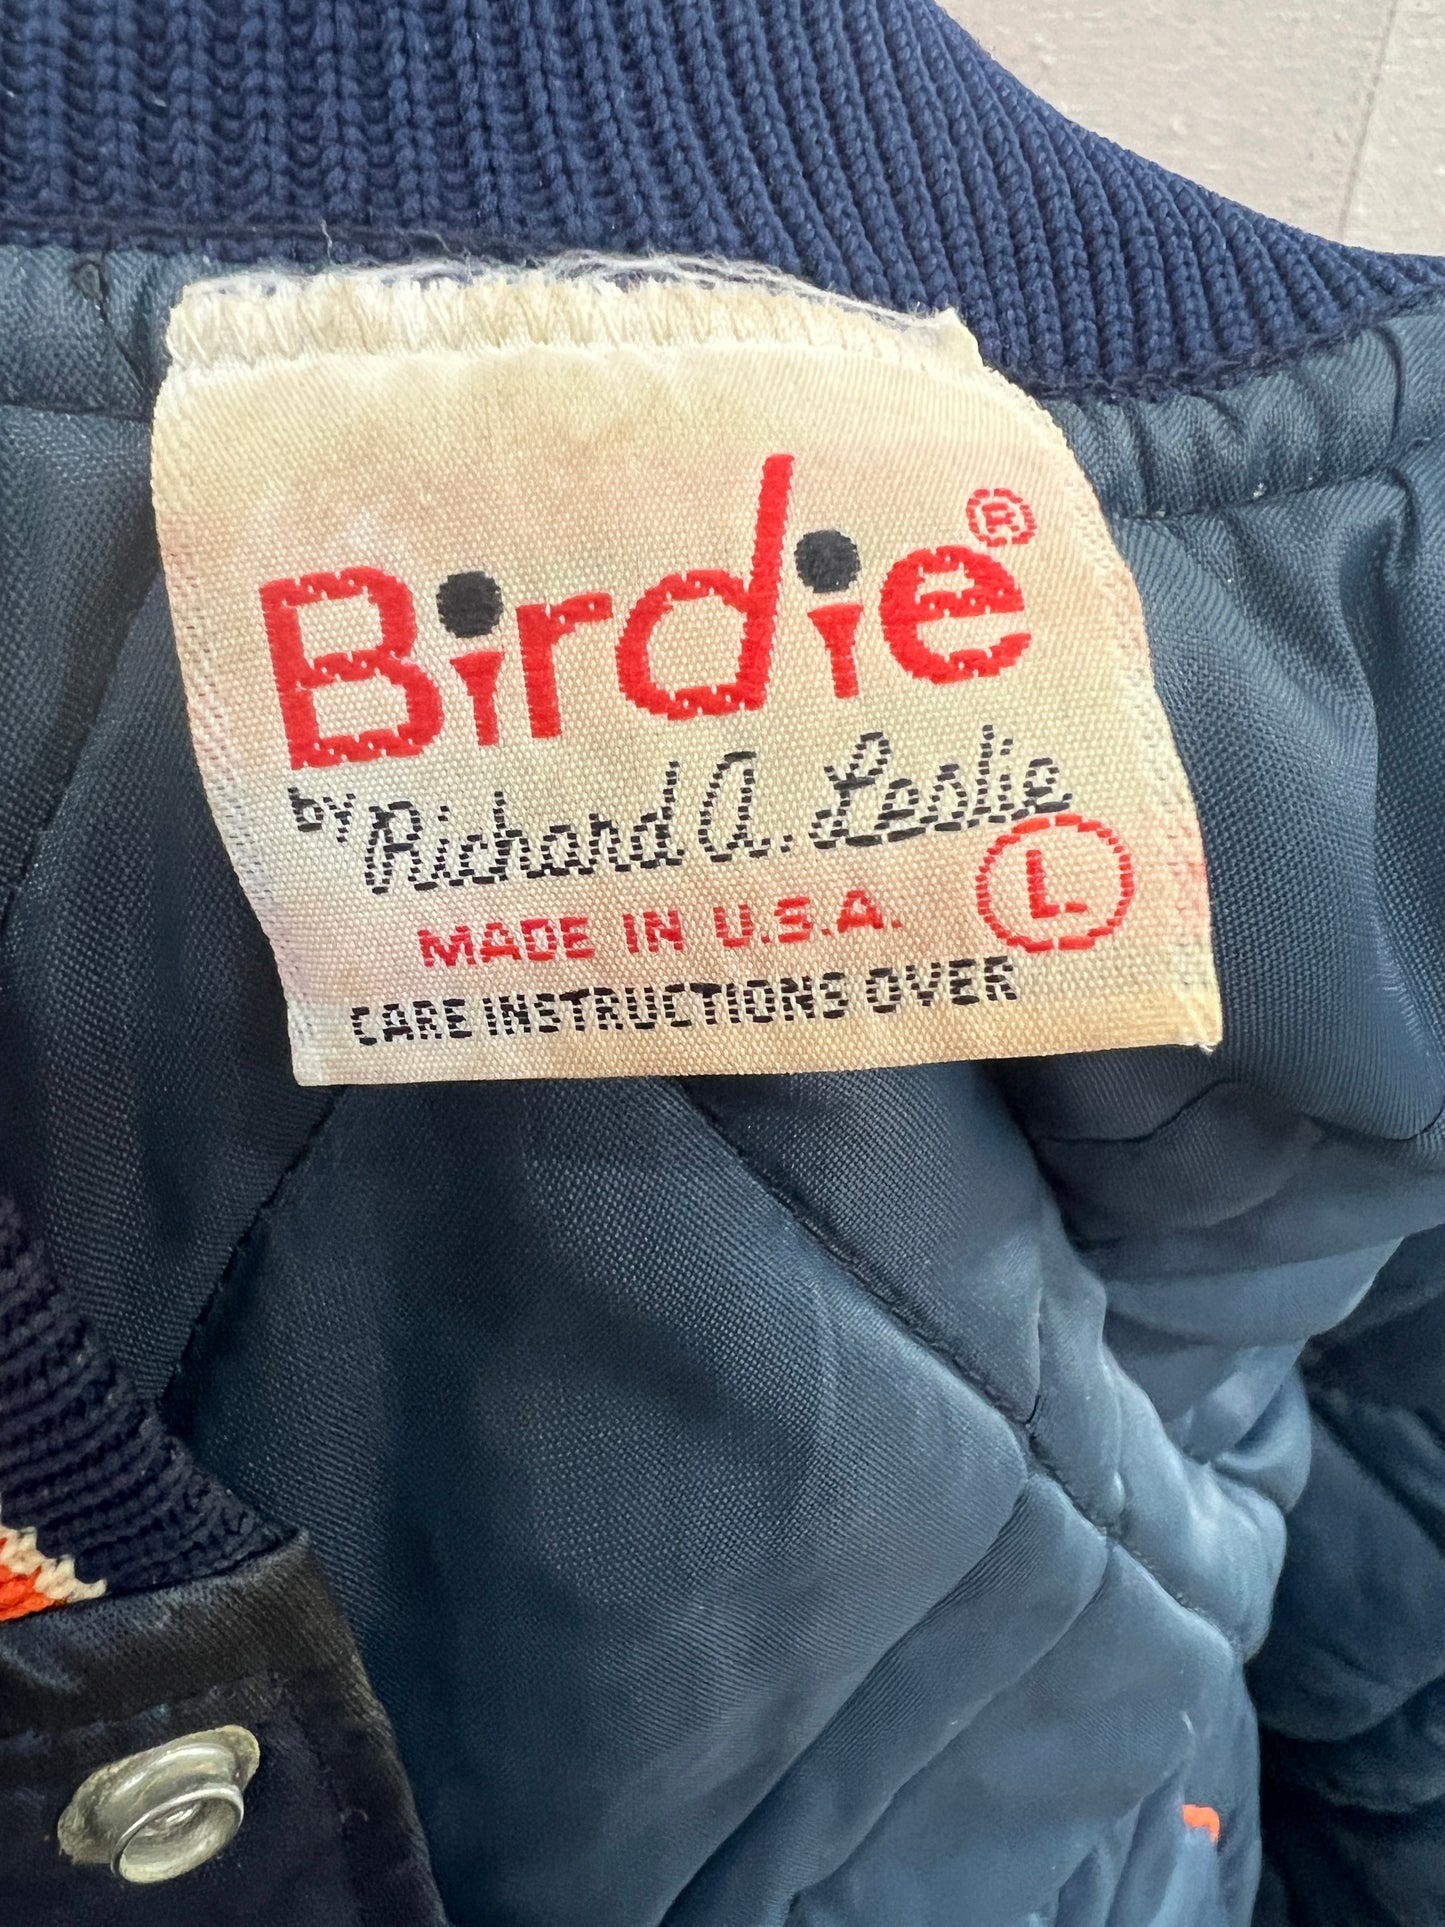 Birdie®
by Richard A. Leslie
MADE IN U.S.A. L
CARE INSTRUCTIONS OVER